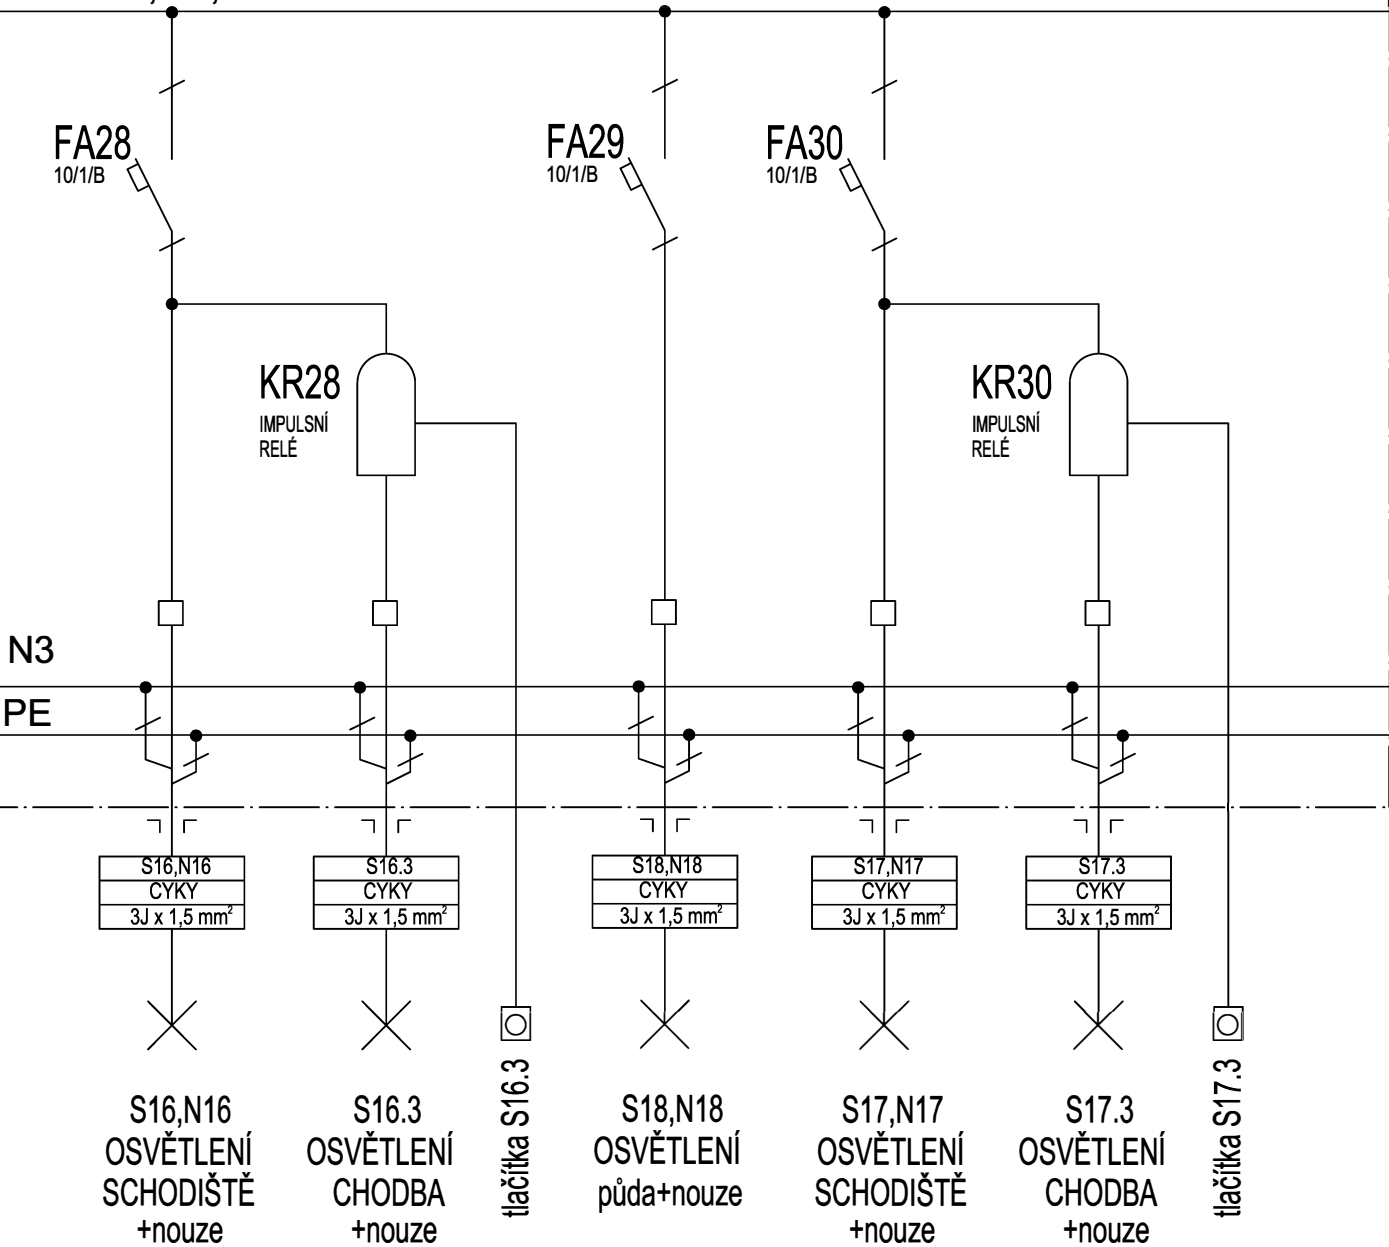 FA28
10/1/B
FA29
10/1/B
FA30
10/1/B
KR28
IMPULSNÍ
RELÉ
KR30
IMPULSNÍ
RELÉ
N3
PE
S16,N16
CYKY
3J x 1,5 mm²
S16.3
CYKY
3J x 1,5 mm²
S18,N18
CYKY
3J x 1,5 mm²
S17,N17
CYKY
3J x 1,5 mm²
S17.3
CYKY
3J x 1,5 mm²
S16,N16
OSVĚTLENÍ
SCHODIŠTĚ
+nouze
S16.3
OSVĚTLENÍ
CHODBA
+nouze
tlačítka S16.3
S18,N18
OSVĚTLENÍ
půda+nouze
S17,N17
OSVĚTLENÍ
SCHODIŠTĚ
+nouze
S17.3
OSVĚTLENÍ
CHODBA
+nouze
tlačítka S17.3